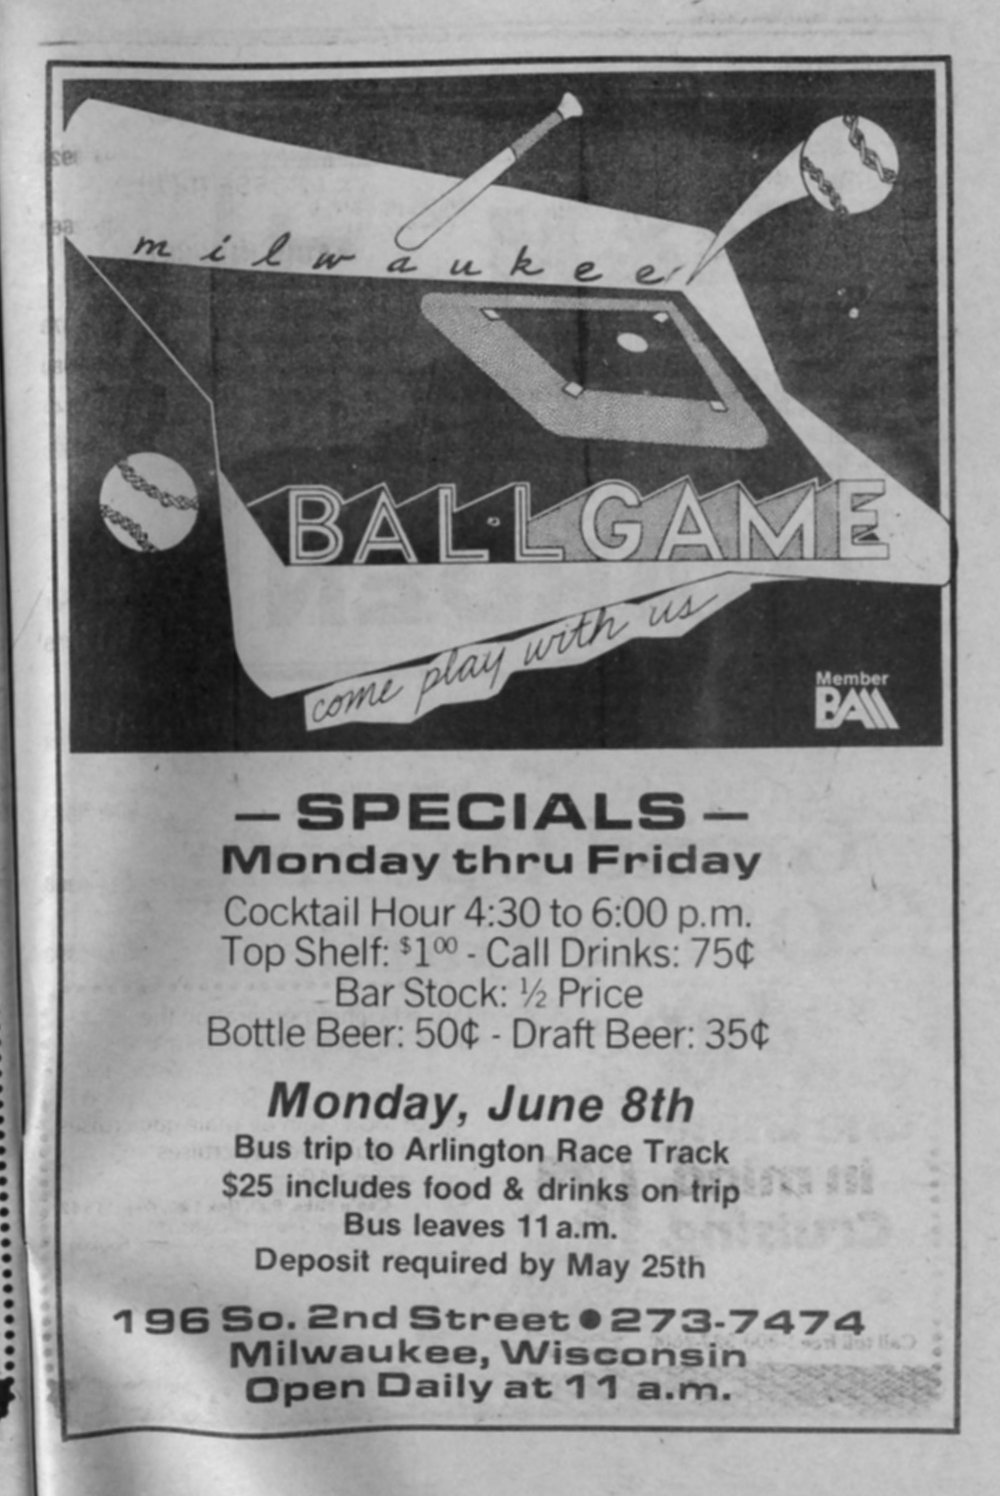 milwaukee
BALLGAME
come play with us
Member
BAM
– SPECIALS –
Monday thru Friday
Cocktail Hour 4:30 to 6:00 p.m.
Top Shelf: $1⁰⁰ - Call Drinks: 75¢
Bar Stock: ½ Price
Bottle Beer: 50¢ - Draft Beer: 35¢
Monday, June 8th
Bus trip to Arlington Race Track
$25 includes food & drinks on trip
Bus leaves 11 a.m.
Deposit required by May 25th
196 So. 2nd Street ● 273-7474
Milwaukee, Wisconsin
Open Daily at 11 a.m.